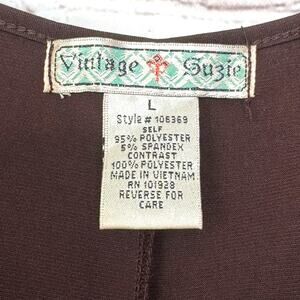 Vintage Suzie
L
Style # 106369
SELF
95% POLYESTER
5% SPANDEX
CONTRAST
100% POLYESTER
MADE IN VIETNAM
RN 101928
REVERSE FOR
CARE